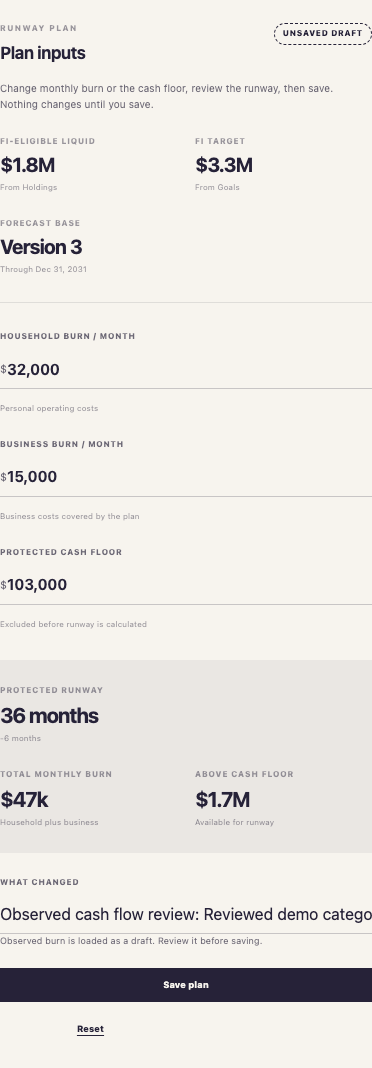 RUNWAY PLAN
Plan inputs
UNSAVED DRAFT
Change monthly burn or the cash floor, review the runway, then save.
Nothing changes until you save.
FI-ELIGIBLE LIQUID
FI TARGET
$1.8M
$3.3M
From Holdings
From Goals
FORECAST BASE
Version 3
Through Dec 31, 2031
HOUSEHOLD BURN / MONTH
$32,000
Personal operating costs
BUSINESS BURN / MONTH
$15,000
Business costs covered by the plan
PROTECTED CASH FLOOR
$103,000
Excluded before runway is calculated
PROTECTED RUNWAY
36 months
-6 months
TOTAL MONTHLY BURN
ABOVE CASH FLOOR
$47k
$1.7M
Household plus business
Available for runway
WHAT CHANGED
Observed cash flow review: Reviewed demo catego
Observed burn is loaded as a draft. Review it before saving.
Save plan
Reset